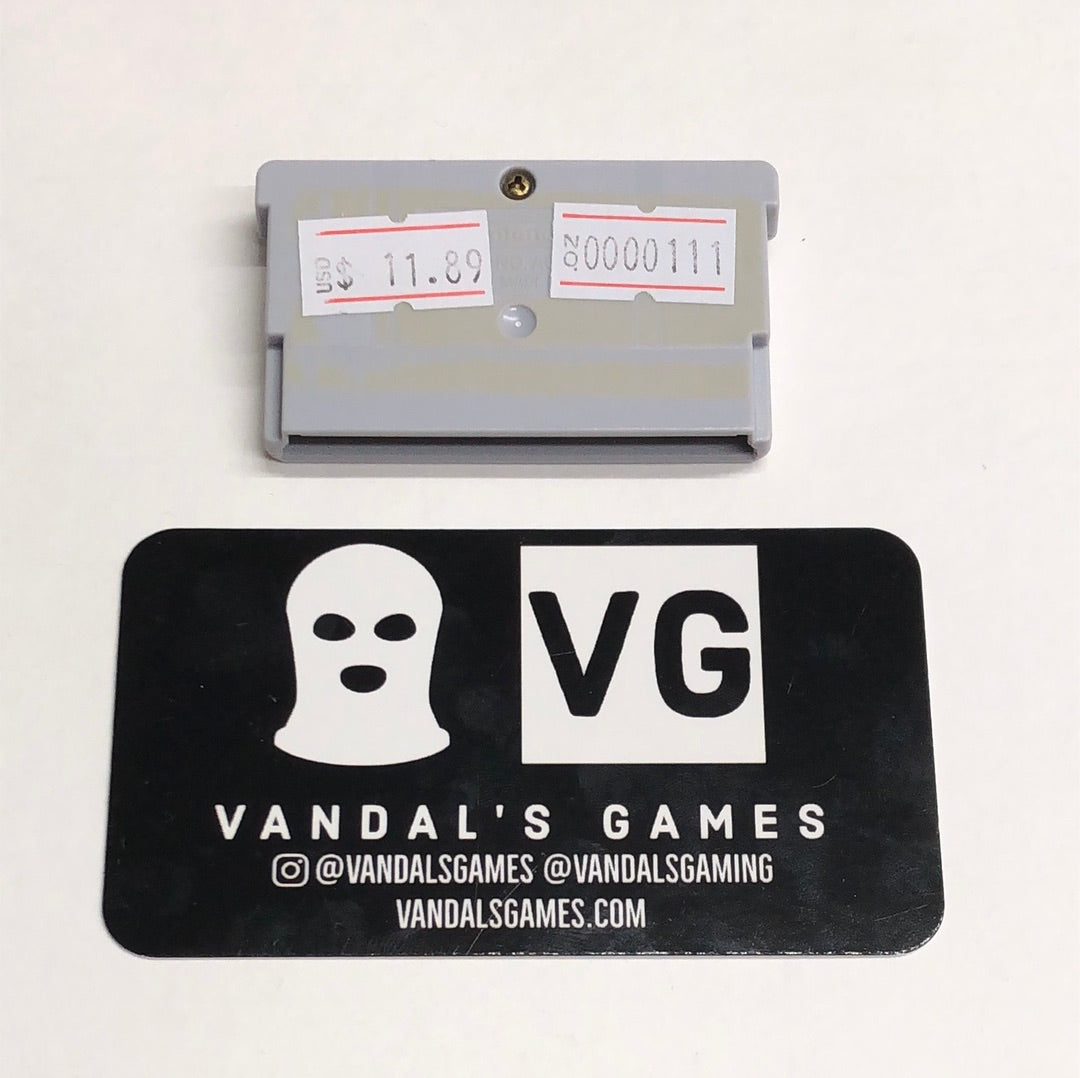 USD $ 11.89
NO. 0000111
VG
VANDAL'S GAMES
@VANDALSGAMES @VANDALSGAMING
VANDALSGAMES.COM